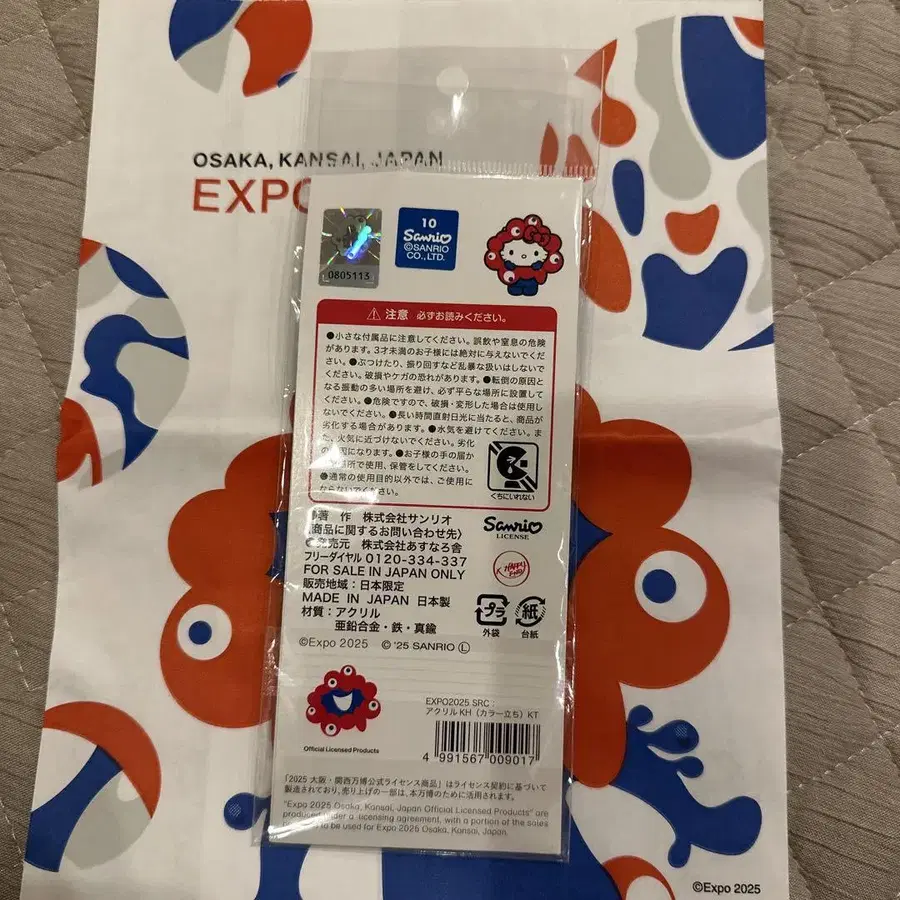 OSAKA, KANSAI, JAPAN
EXPO
0805113
10
Sanrio
©SANRIO
CO.,LTD.
注意 必ずお読みください。
●小さな付属品に注意してください。誤飲や窒息の危険
があります。3才未満のお子様には絶対に与えないでくだ
さい。●ぶつけたり、振り回すなど乱暴な扱いはしないで
ください。破損やケガの恐れがあります。●転倒の原因と
なる振動の多い場所を避け、必ず平らな場所に設置して
ください。●危険ですので、破損・変形した場合は使用し
ないでください。●長い時間直射日光に当たると、商品が
劣化する場合があります。●水気を避けてください。ま
た、火気に近づけないでください。劣化
因になります。●お子様の手の届か
場所で使用、保管をしてください。
●通常の使用目的以外では、ご使用に
ならないでください。
くちにいれない
著 作 株式会社サンリオ
〈商品に関するお問い合わせ先〉
発売元 株式会社あすなろ舎
フリーダイヤル 0120-334-337
FOR SALE IN JAPAN ONLY
販売地域:日本限定
MADE IN JAPAN 日本製
材質:アクリル
亜鉛合金・鉄・真鍮
Sanrio
LICENSE
プラ
外袋
紙
台紙
©Expo 2025 © '25 SANRIO Ⓛ
Official Licensed Products
EXPO2025 SRC:
アクリルKH(カラー立ち)KT
4 991567 009017
「2025 大阪・関西万博公式ライセンス商品」はライセンス契約に基づいて
製造されており、売り上げの一部は、本万博のために活用されます。
"Expo 2025 Osaka, Kansai, Japan Official Licensed Products" are
produced under a licensing agreement, with a portion of the sales
to be used for Expo 2025 Osaka, Kansai, Japan.
©Expo 2025